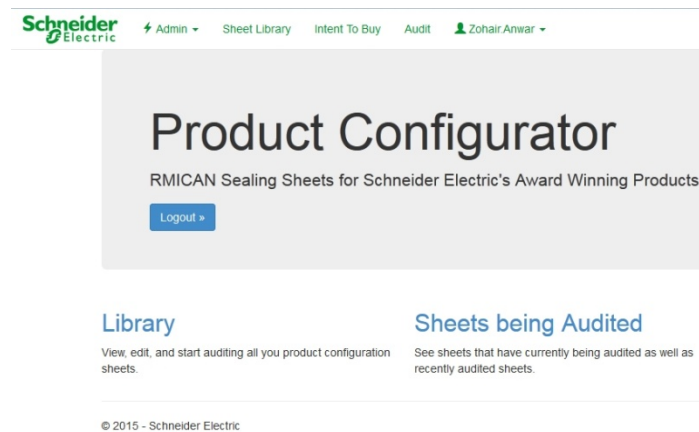 Schneider
Electric
Admin Sheet Library Intent To Buy Audit Zohair.Anwar
Product Configurator
RMICAN Sealing Sheets for Schneider Electric's Award Winning Products
Logout »
Library
View, edit, and start auditing all you product configuration
sheets.
Sheets being Audited
See sheets that have currently being audited as well as
recently audited sheets.
© 2015 - Schneider Electric